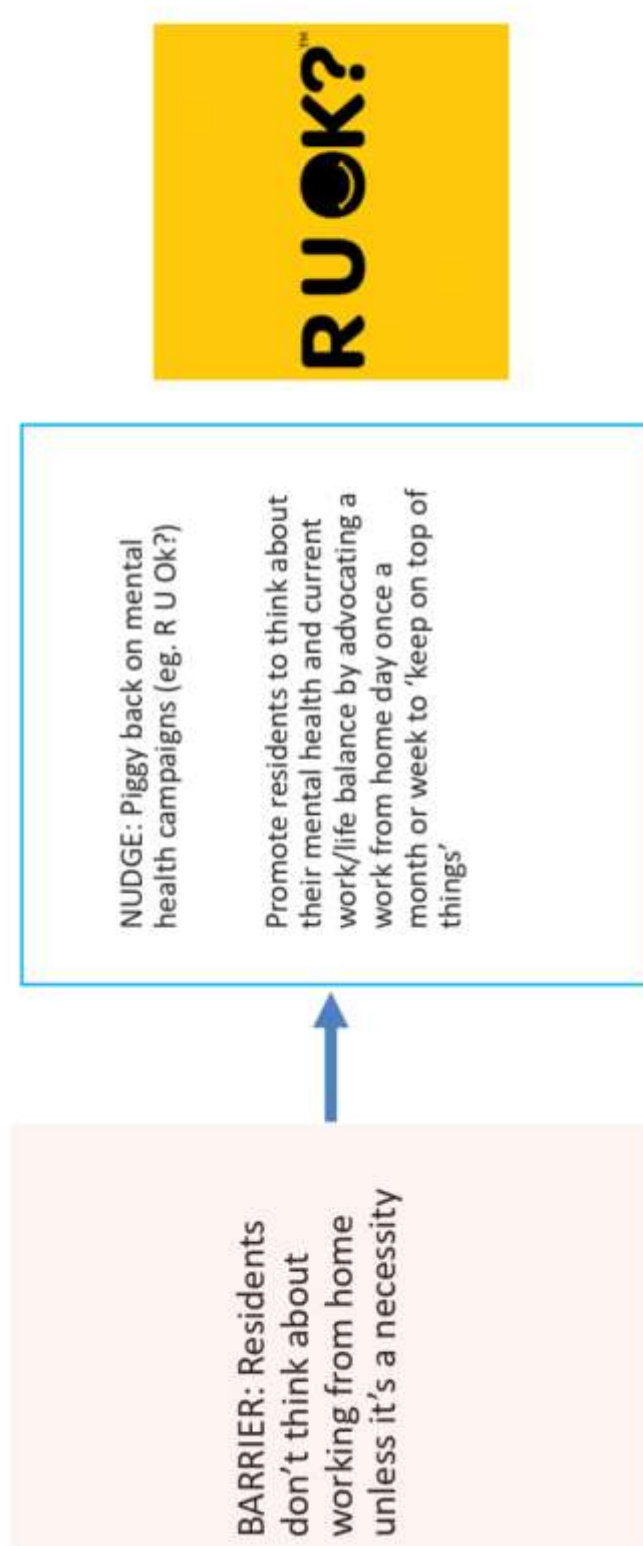 BARRIER: Residents
don’t think about
working from home
unless it’s a necessity
NUDGE: Piggy back on mental
health campaigns (eg. R U Ok?)
Promote residents to think about
their mental health and current
work/life balance by advocating a
work from home day once a
month or week to ‘keep on top of
things’
R U OK?™